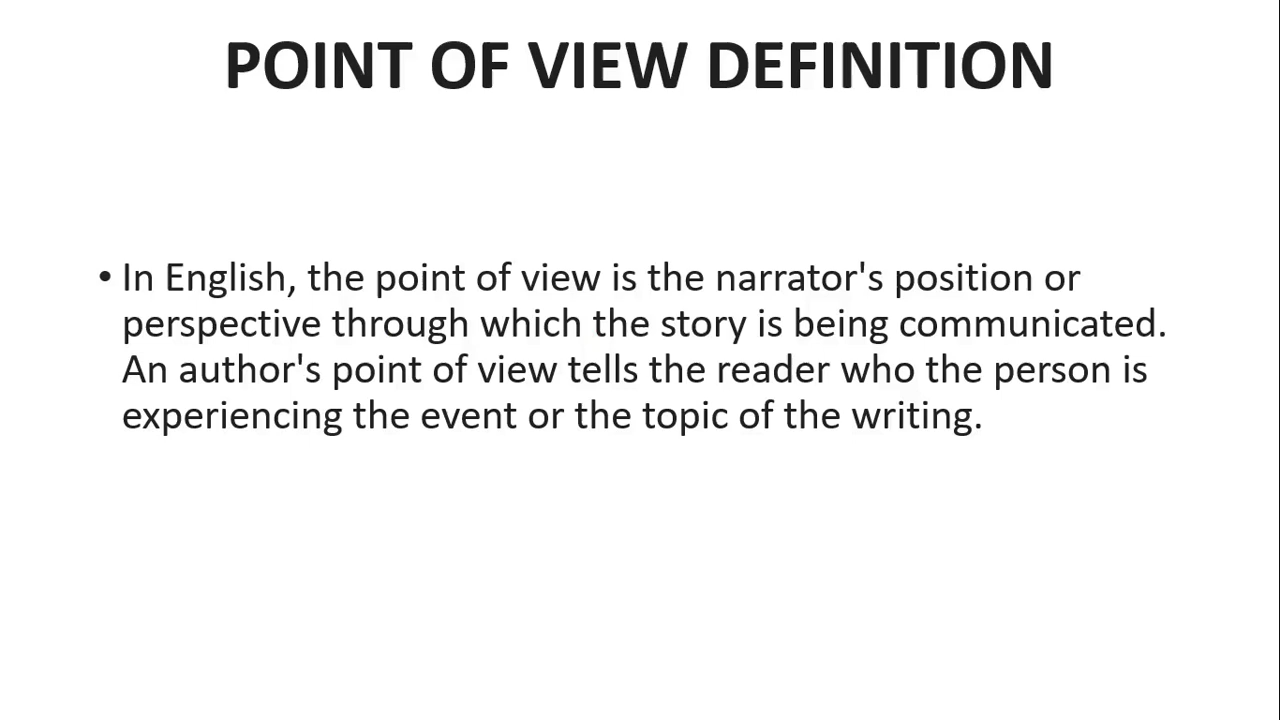 POINT OF VIEW DEFINITION
• In English, the point of view is the narrator's position or
perspective through which the story is being communicated.
An author's point of view tells the reader who the person is
experiencing the event or the topic of the writing.